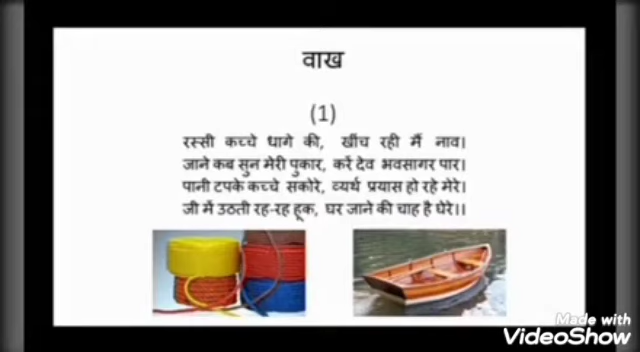 वाख
(1)
रस्सी कच्चे धागे की, खींच रही मैं नाव।
जाने कब सुन मेरी पुकार, करें देव भवसागर पार।
पानी टपके कच्चे सकोरे, व्यर्थ प्रयास हो रहे मेरे।
जी में उठती रह-रह हूक, घर जाने की चाह है घेरे।।
Made with
VideoShow